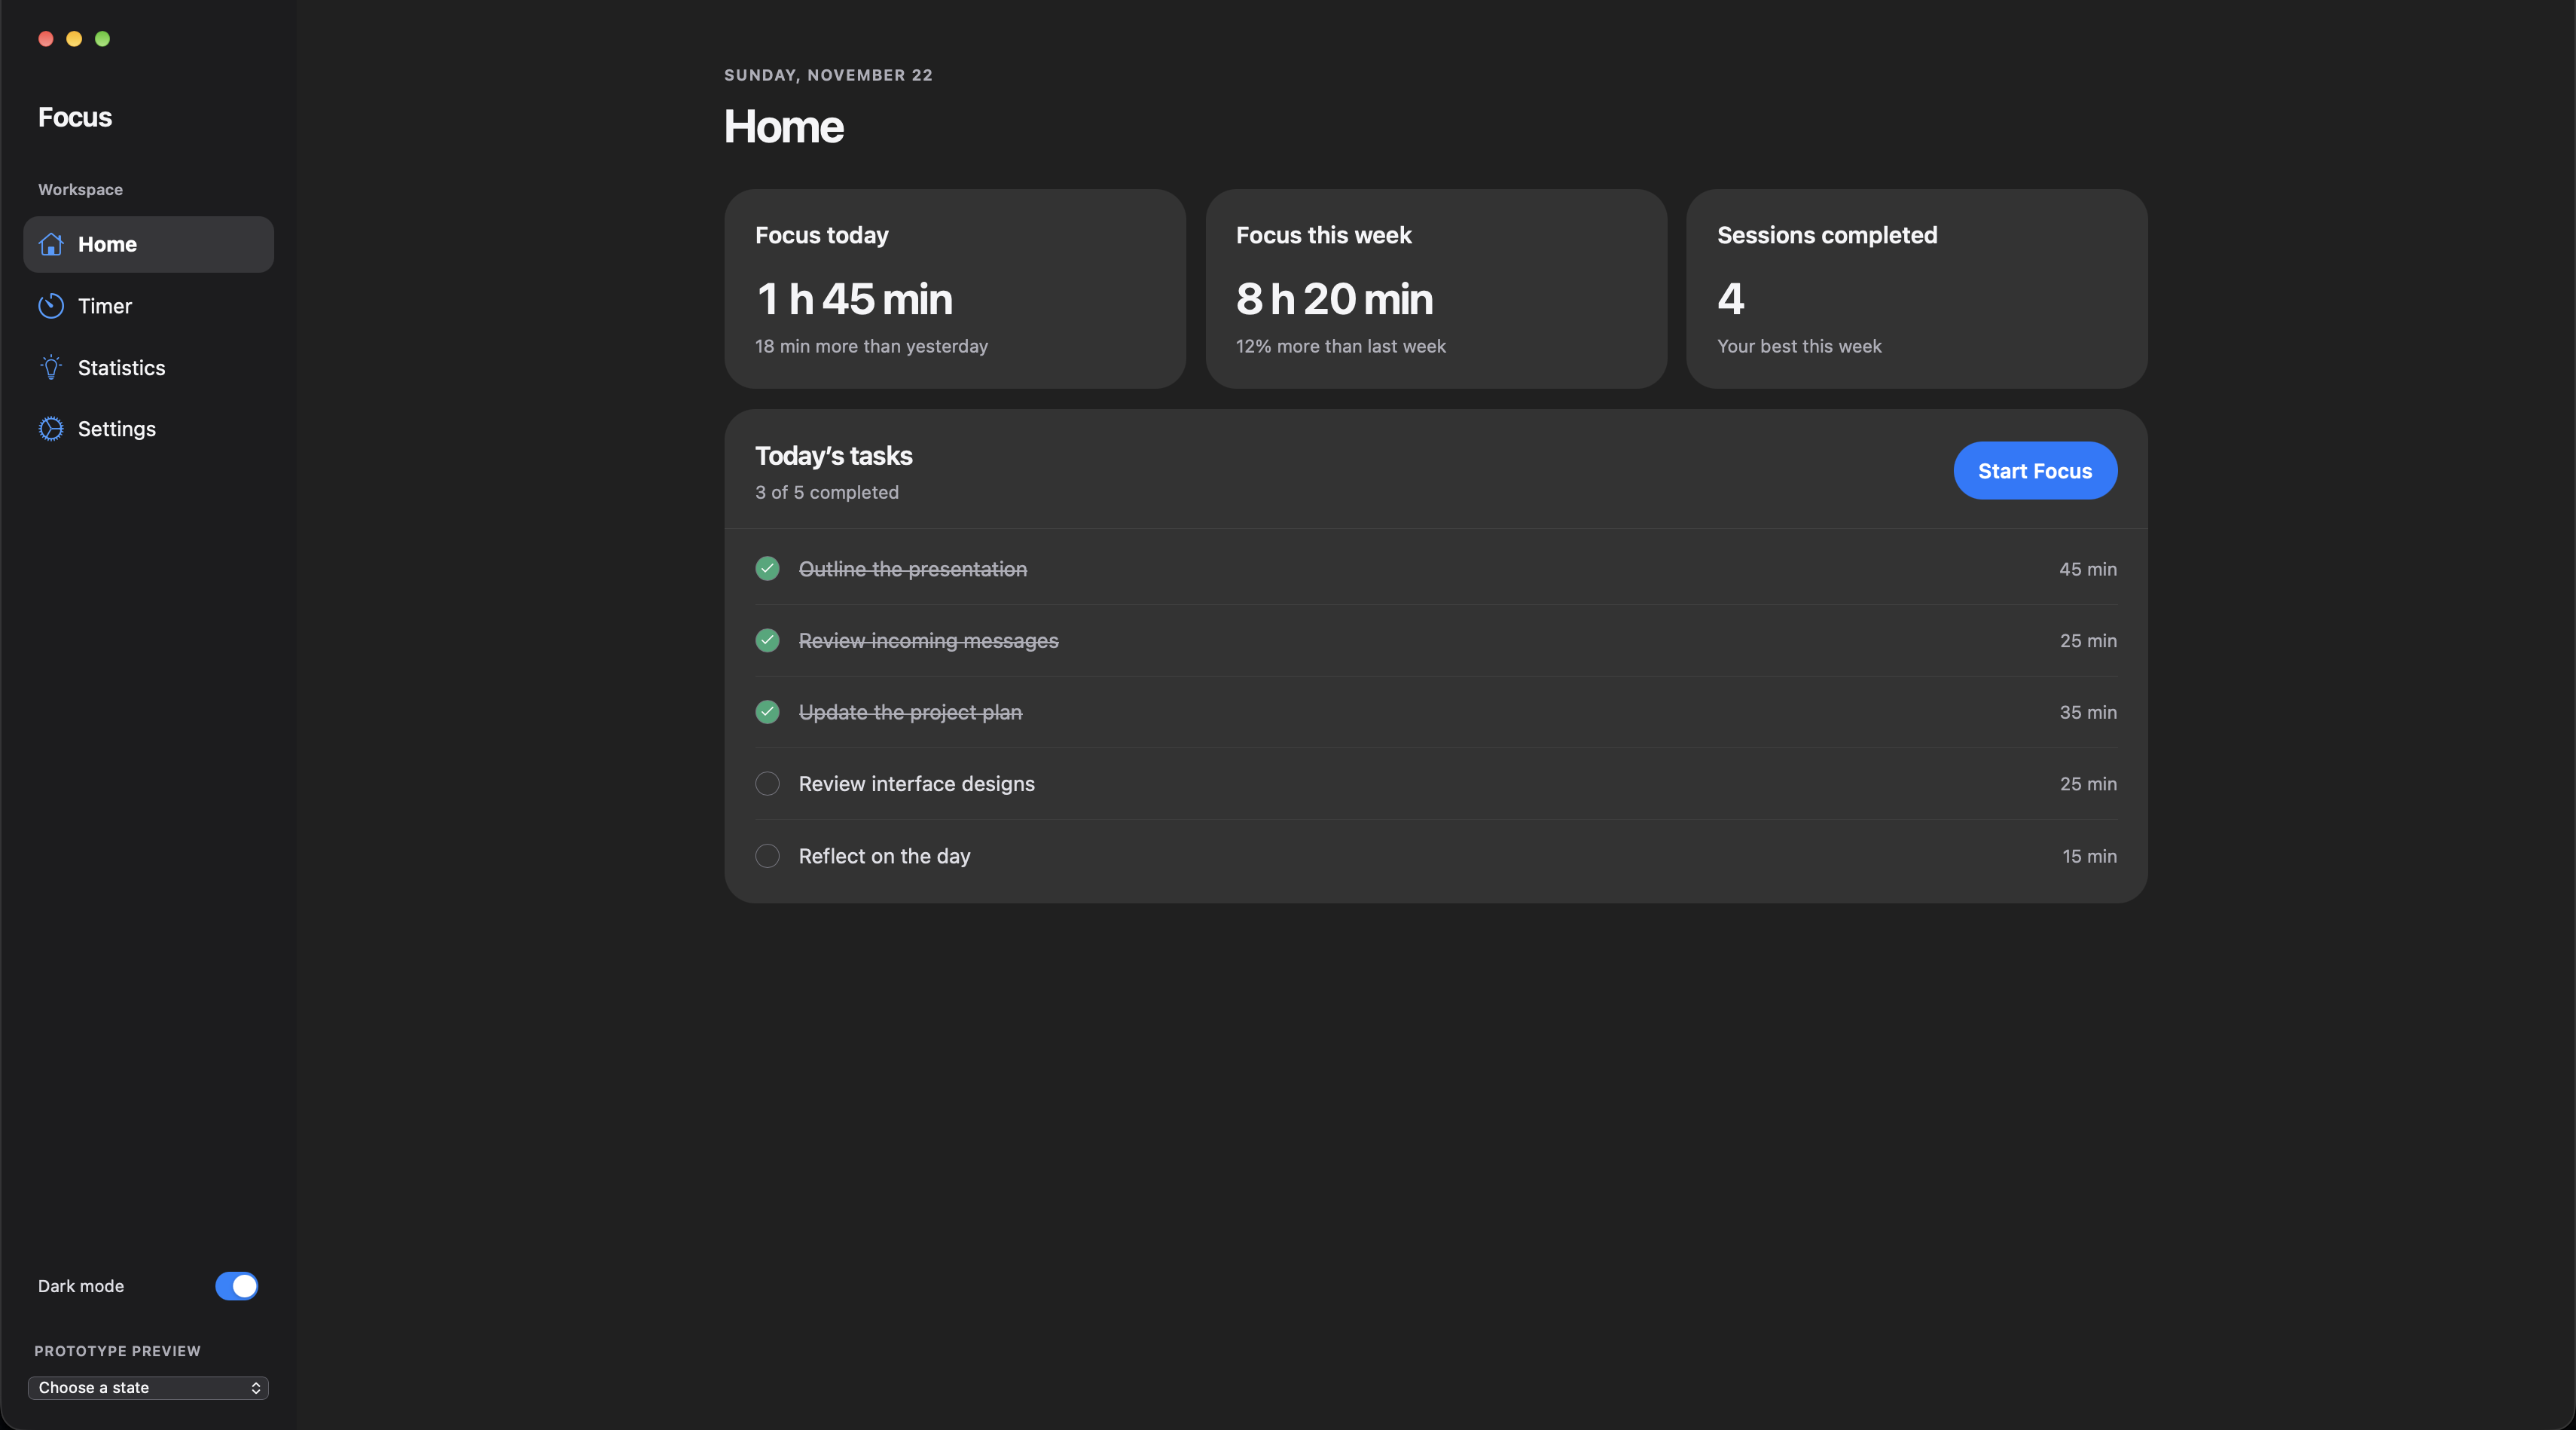 Focus
Workspace
Home
Timer
Statistics
Settings
Dark mode
PROTOTYPE PREVIEW
Choose a state
SUNDAY, NOVEMBER 22
Home
Focus today
1 h 45 min
18 min more than yesterday
Focus this week
8 h 20 min
12% more than last week
Sessions completed
4
Your best this week
Today’s tasks
3 of 5 completed
Start Focus
Outline the presentation 45 min
Review incoming messages 25 min
Update the project plan 35 min
Review interface designs 25 min
Reflect on the day 15 min